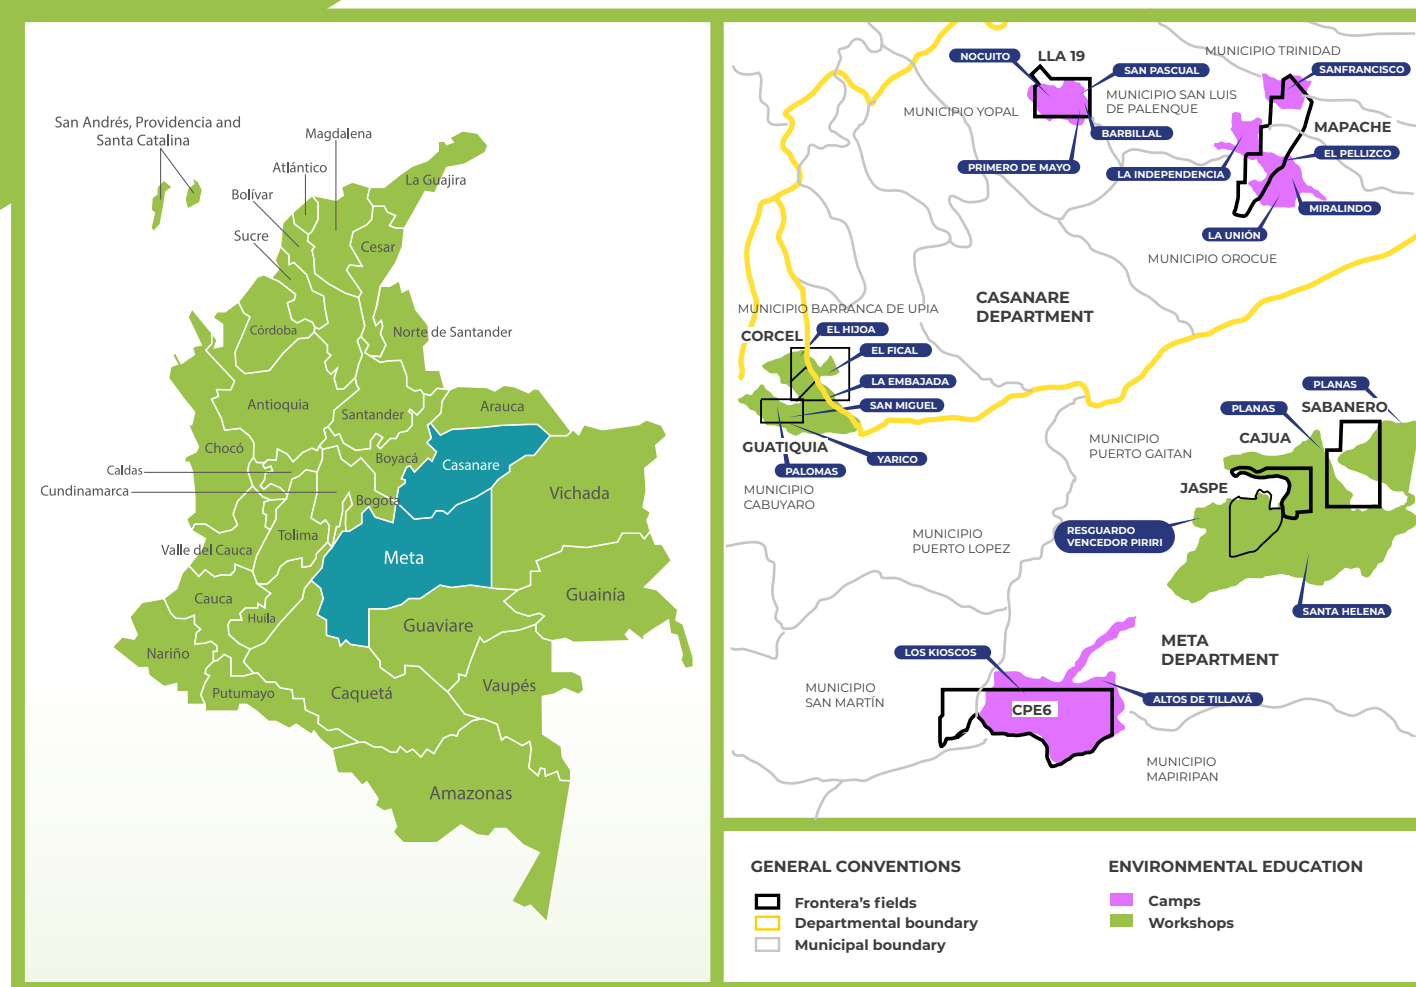 San Andrés, Providencia and
Santa Catalina
Magdalena
Atlántico
Bolívar
Sucre
La Guajira
Cesar
Córdoba
Norte de Santander
Antioquia
Santander
Arauca
Chocó
Boyacá
Casanare
Caldas
Cundinamarca
Bogota
Vichada
Tolima
Valle del Cauca
Meta
Cauca
Huila
Guainía
Guaviare
Nariño
Putumayo
Caquetá
Vaupés
Amazonas
NOCUITO
LLA 19
SAN PASCUAL
MUNICIPIO TRINIDAD
SANFRANCISCO
MUNICIPIO YOPAL
MUNICIPIO SAN LUIS
DE PALENQUE
BARBILLAL
MAPACHE
PRIMERO DE MAYO
LA INDEPENDENCIA
EL PELLIZCO
MIRALINDO
LA UNIÓN
MUNICIPIO OROCUE
CASANARE
DEPARTMENT
MUNICIPIO BARRANCA DE UPIA
CORCEL
EL HIJOA
EL FICAL
LA EMBAJADA
SAN MIGUEL
GUATIQUIA
YARICO
PALOMAS
MUNICIPIO
CABUYARO
PLANAS
SABANERO
PLANAS
CAJUA
MUNICIPIO
PUERTO GAITAN
JASPE
RESGUARDO
VENCEDOR PIRIRI
MUNICIPIO
PUERTO LOPEZ
SANTA HELENA
META
DEPARTMENT
LOS KIOSCOS
MUNICIPIO
SAN MARTÍN
CPE6
ALTOS DE TILLAVÁ
MUNICIPIO
MAPIRIPAN
GENERAL CONVENTIONS
Frontera's fields
Departmental boundary
Municipal boundary
ENVIRONMENTAL EDUCATION
Camps
Workshops